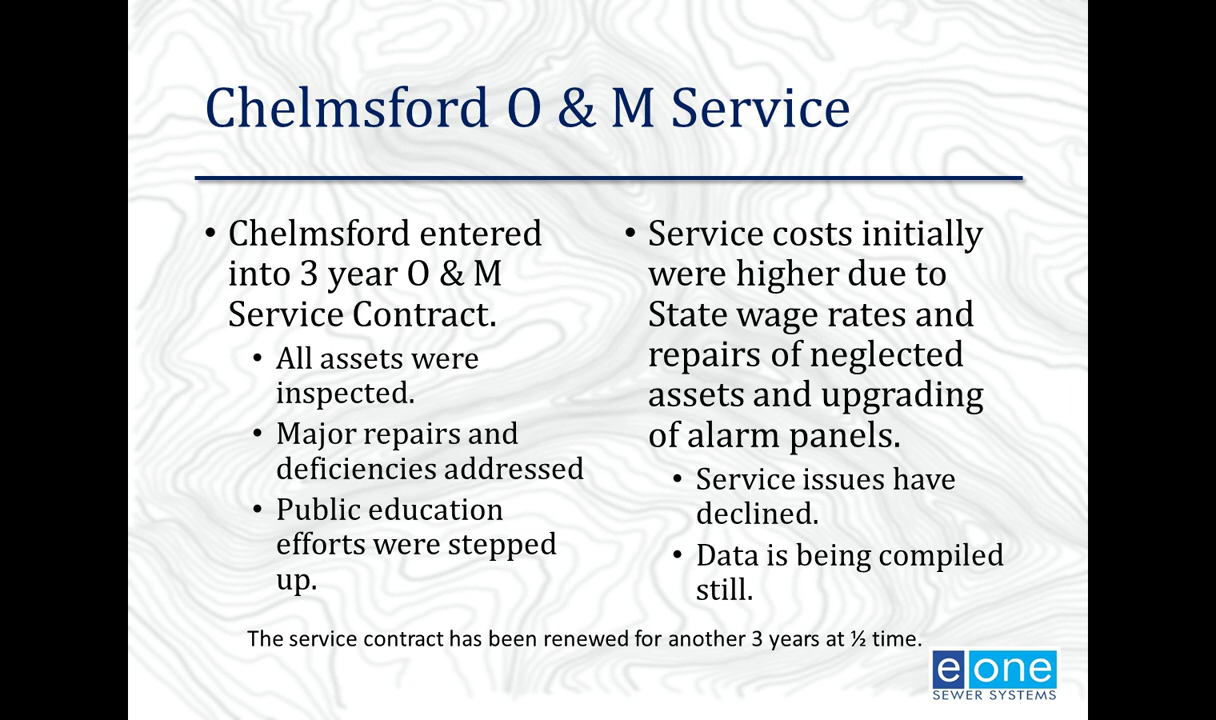 Chelmsford O & M Service
• Chelmsford entered
into 3 year O & M
Service Contract.
• All assets were
inspected.
• Major repairs and
deficiencies addressed
• Public education
efforts were stepped
up.
• Service costs initially
were higher due to
State wage rates and
repairs of neglected
assets and upgrading
of alarm panels.
• Service issues have
declined.
• Data is being compiled
still.
The service contract has been renewed for another 3 years at ½ time.
e one
SEWER SYSTEMS